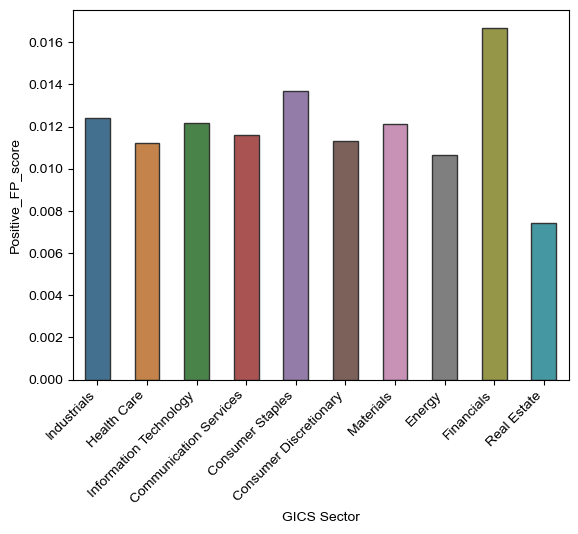 Positive_FP_score
0.016
0.014
0.012
0.010
0.008
0.006
0.004
0.002
0.000
Industrials
Health Care
Information Technology
Communication Services
Consumer Staples
Consumer Discretionary
Materials
Energy
Financials
Real Estate
GICS Sector